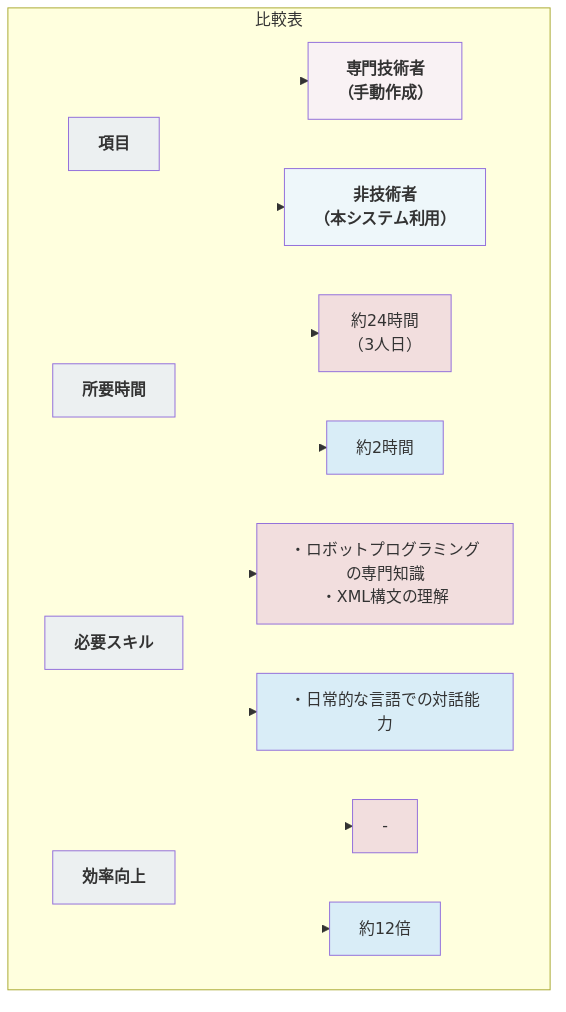 比較表
項目
専門技術者
（手動作成）
非技術者
（本システム利用）
所要時間
約24時間
（3人日）
約2時間
必要スキル
・ロボットプログラミング
の専門知識
・XML構文の理解
・日常的な言語での対話能
力
効率向上
-
約12倍